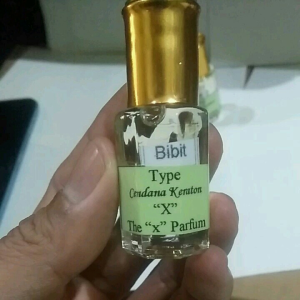 Bibit
Type
Cendana Keraton
“X”
The “x” Parfum